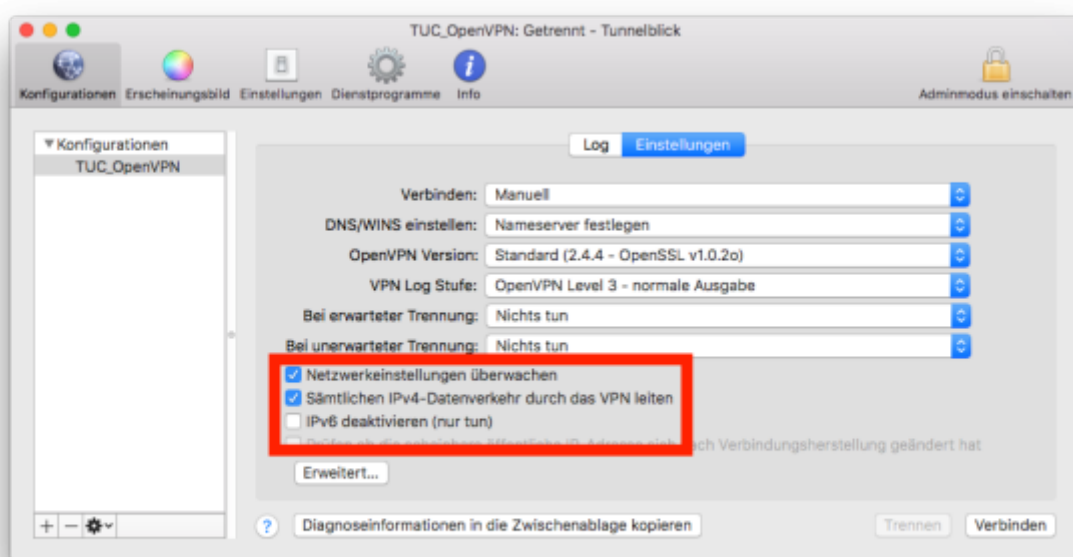 TUC_OpenVPN: Getrennt - Tunnelblick
Konfigurationen Erscheinungsbild Einstellungen Dienstprogramme Info Adminmodus einschalten
Konfigurationen
TUC_OpenVPN
Log Einstellungen
Verbinden: Manuell
DNS/WINS einstellen: Nameserver festlegen
OpenVPN Version: Standard (2.4.4 - OpenSSL v1.0.2o)
VPN Log Stufe: OpenVPN Level 3 - normale Ausgabe
Bei erwarteter Trennung: Nichts tun
Bei unerwarteter Trennung: Nichts tun
Netzwerkeinstellungen überwachen
Sämtlichen IPv4-Datenverkehr durch das VPN leiten
IPv6 deaktivieren (nur tun)
Verbindungsherstellung geändert hat
Erweitert...
+ − ? Diagnoseinformationen in die Zwischenablage kopieren Trennen Verbinden